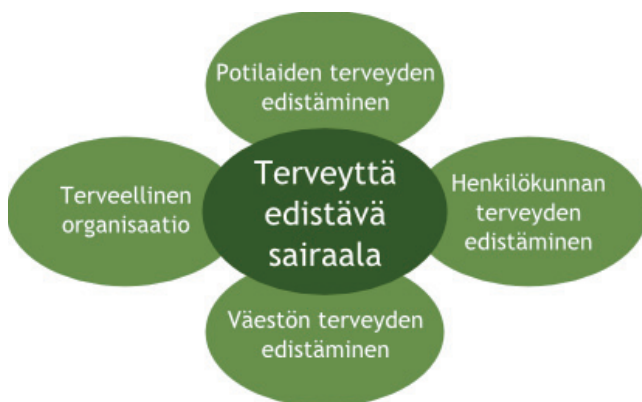 Potilaiden terveyden
edistäminen
Terveellinen
organisaatio
Terveyttä
edistävä
sairaala
Henkilökunnan
terveyden
edistäminen
Väestön terveyden
edistäminen